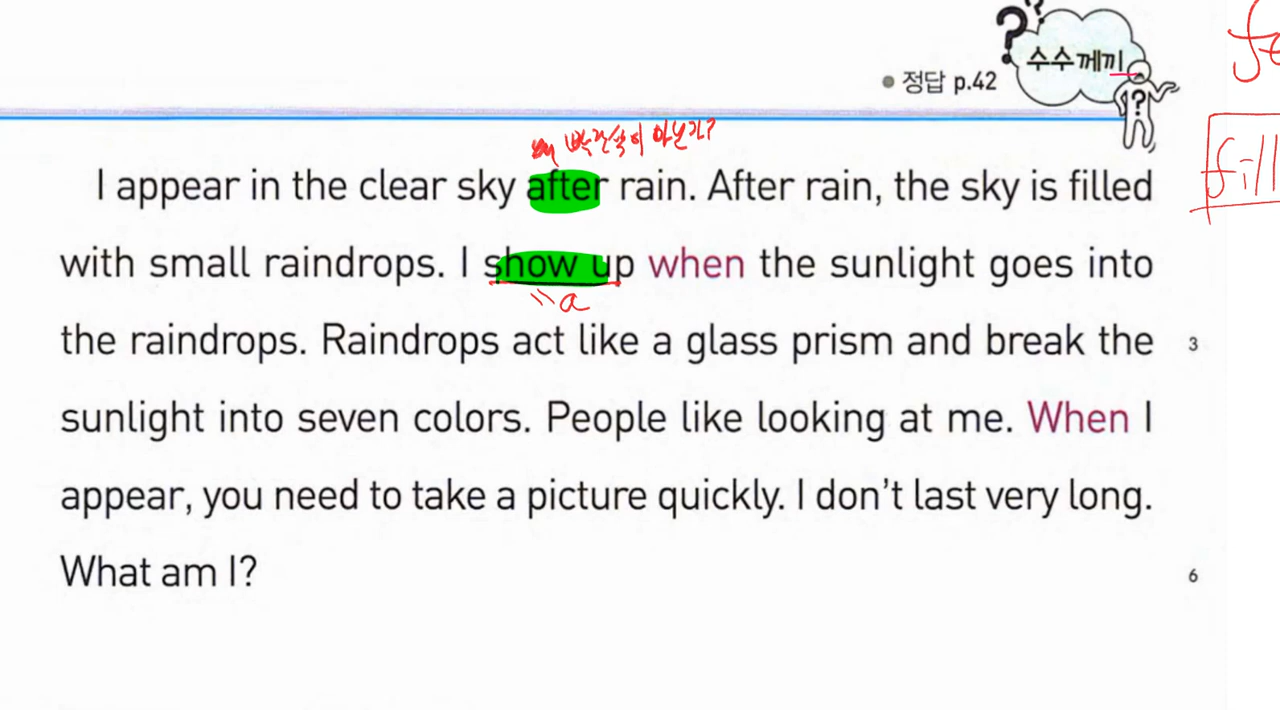 수수께끼
● 정답 p.42
fill
I appear in the clear sky after rain. After rain, the sky is filled
with small raindrops. I show up when the sunlight goes into
= a
the raindrops. Raindrops act like a glass prism and break the 3
sunlight into seven colors. People like looking at me. When I
appear, you need to take a picture quickly. I don't last very long.
What am I? 6